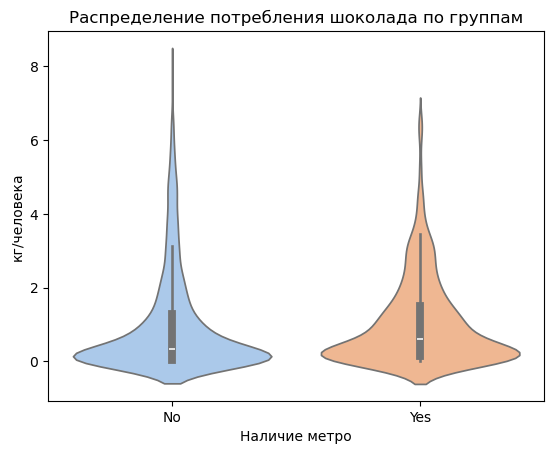 Распределение потребления шоколада по группам
кг/человека
8
6
4
2
0
No
Yes
Наличие метро